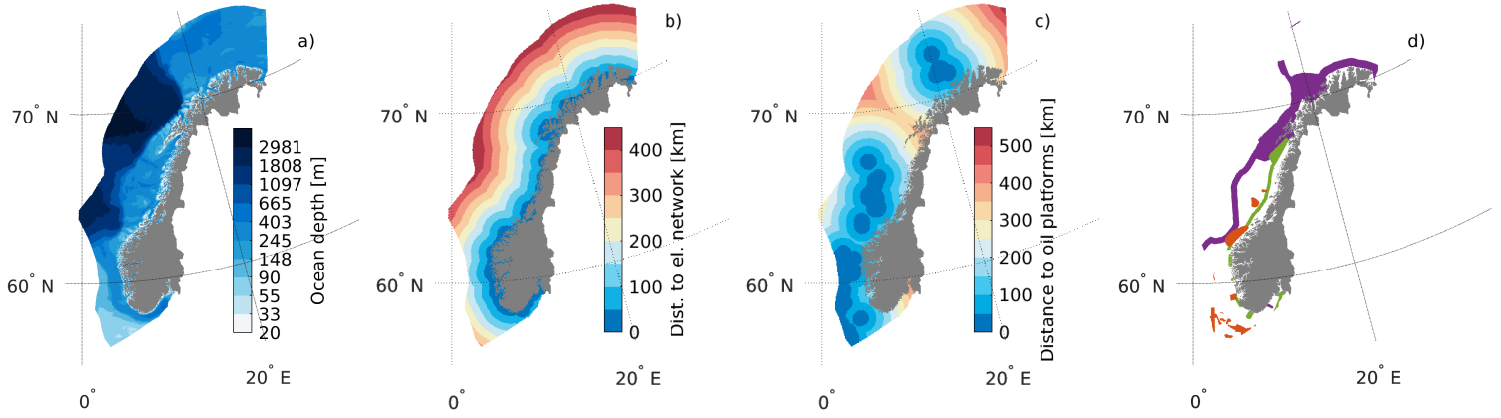 a)
70° N
60° N
0°
20° E
2981
1808
1097
665
403
245
148
90
55
33
20
Ocean depth [m]
b)
70° N
60° N
0°
20° E
400
300
200
100
0
Dist. to el. network [km]
c)
70° N
60° N
0°
20° E
500
400
300
200
100
0
Distance to oil platforms [km]
d)
70° N
60° N
0°
20° E